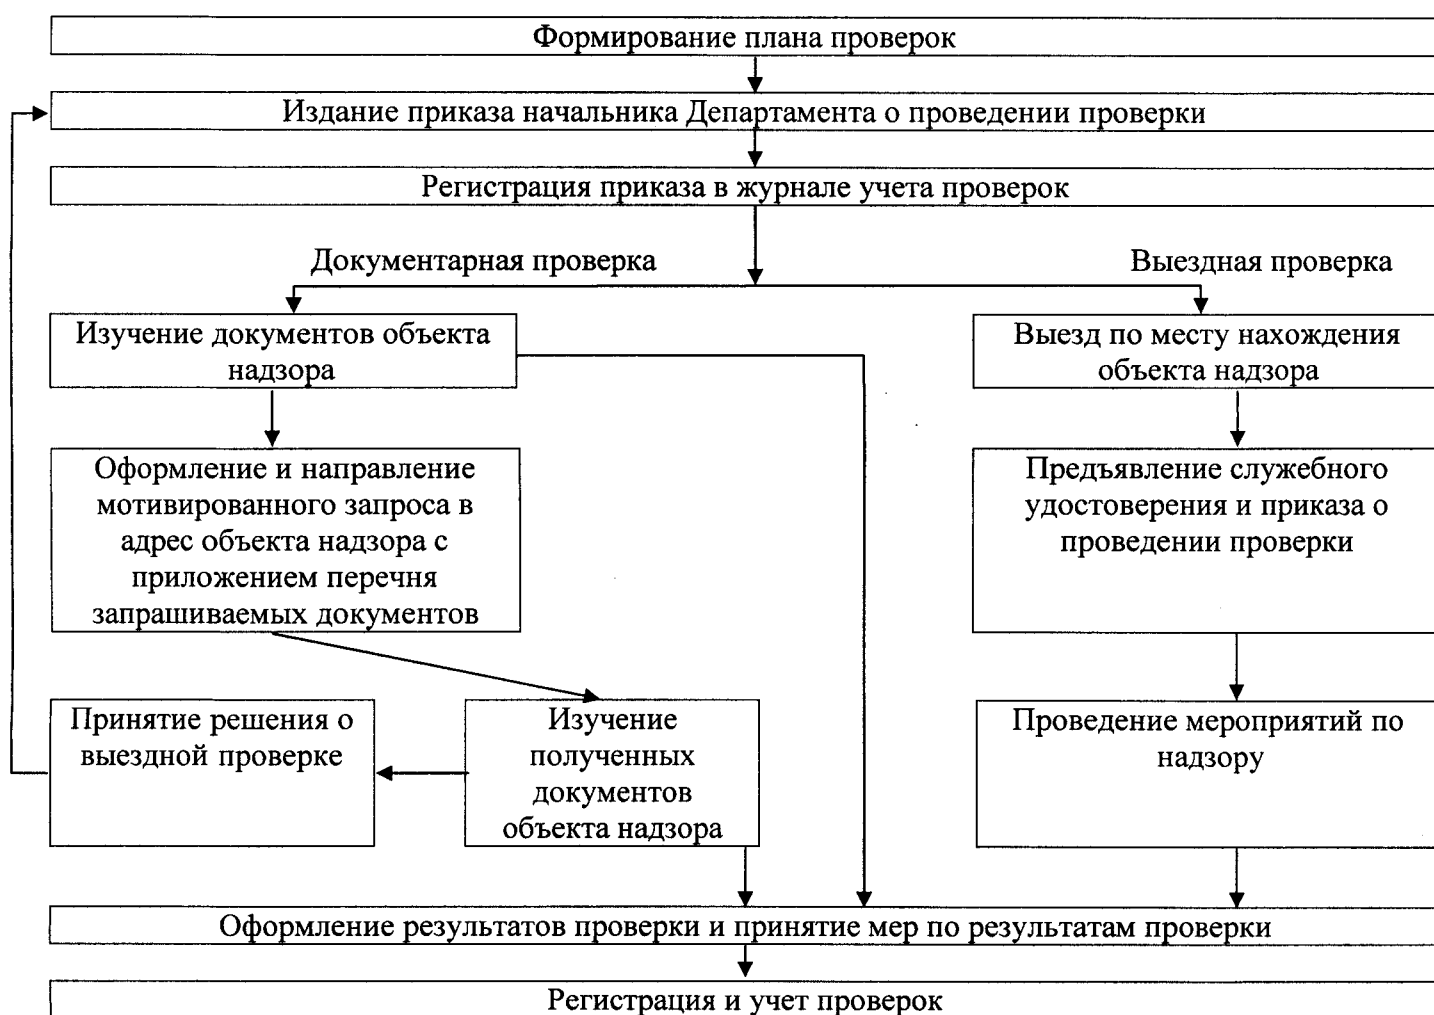 Формирование плана проверок
Издание приказа начальника Департамента о проведении проверки
Регистрация приказа в журнале учета проверок
Документарная проверка
Выездная проверка
Изучение документов объекта
надзора
Выезд по месту нахождения
объекта надзора
Оформление и направление
мотивированного запроса в
адрес объекта надзора с
приложением перечня
запрашиваемых документов
Предъявление служебного
удостоверения и приказа о
проведении проверки
Принятие решения о
выездной проверке
Изучение
полученных
документов
объекта надзора
Проведение мероприятий по
надзору
Оформление результатов проверки и принятие мер по результатам проверки
Регистрация и учет проверок